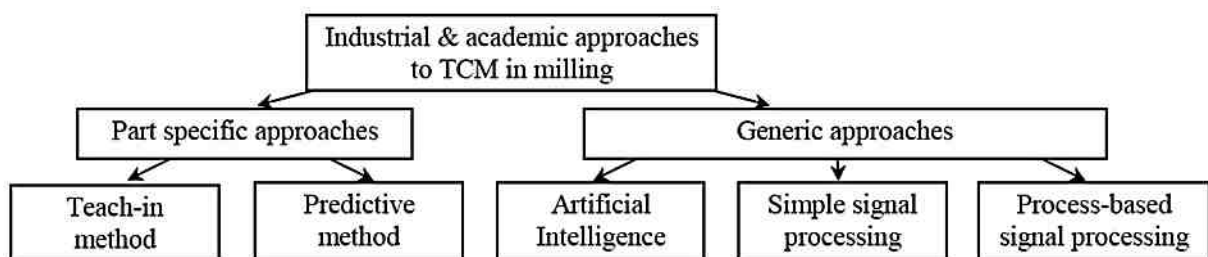 Industrial & academic approaches
to TCM in milling
Part specific approaches
Generic approaches
Teach-in
method
Predictive
method
Artificial
Intelligence
Simple signal
processing
Process-based
signal processing